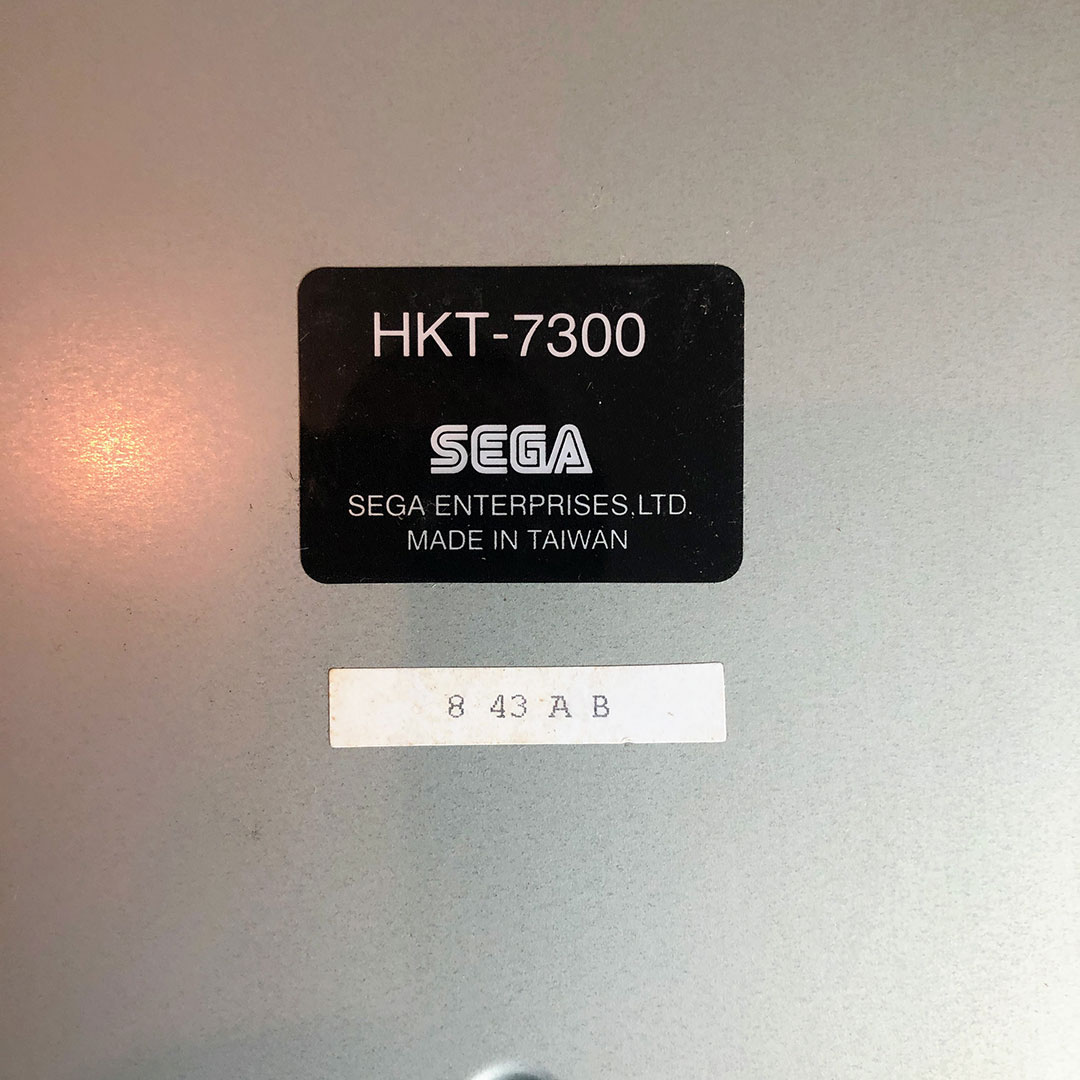 HKT-7300
SEGA
SEGA ENTERPRISES,LTD.
MADE IN TAIWAN
8 43 A B